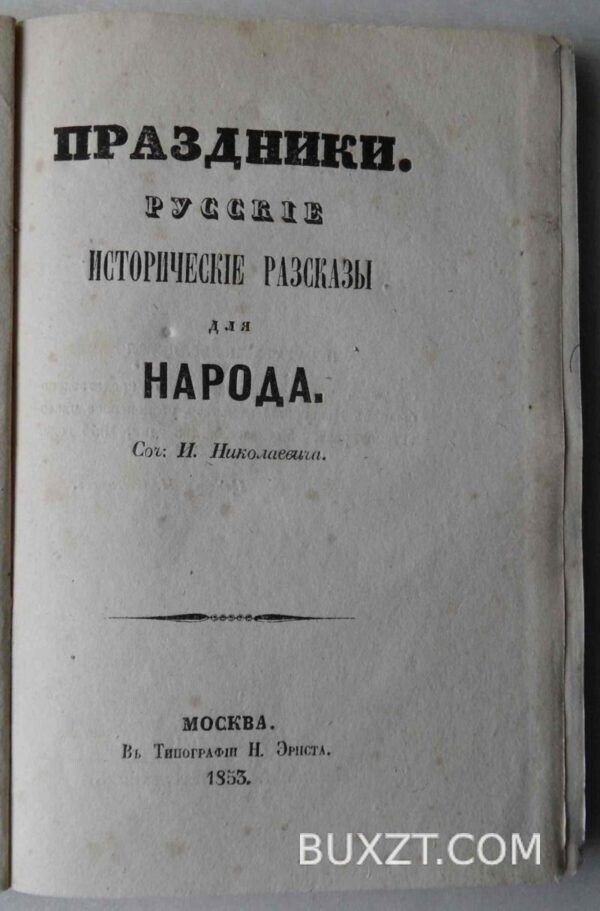 ПРАЗДНИКИ.
РУССКІЕ
ИСТОРИЧЕСКІЕ РАЗСКАЗЫ
ДЛЯ
НАРОДА.
Соч: И. Николаевича.
МОСКВА.
Въ Типографіи Н. Эрнста.
1853.
BUXZT.COM